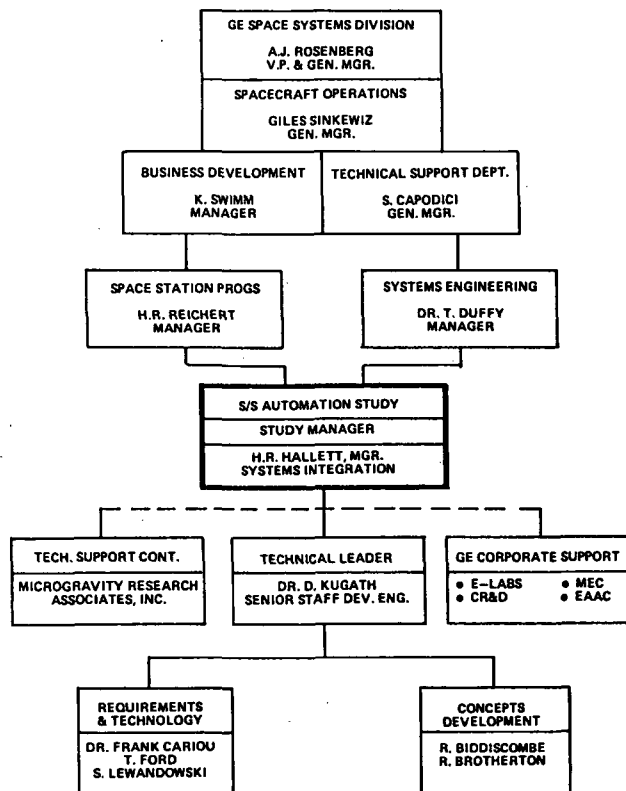 GE SPACE SYSTEMS DIVISION
A.J. ROSENBERG
V.P. & GEN. MGR.
SPACECRAFT OPERATIONS
GILES SINKEWIZ
GEN. MGR.
BUSINESS DEVELOPMENT
K. SWIMM
MANAGER
TECHNICAL SUPPORT DEPT.
S. CAPODICI
GEN. MGR.
SPACE STATION PROGS
H.R. REICHERT
MANAGER
SYSTEMS ENGINEERING
DR. T. DUFFY
MANAGER
S/S AUTOMATION STUDY
STUDY MANAGER
H.R. HALLETT, MGR.
SYSTEMS INTEGRATION
TECH. SUPPORT CONT.
MICROGRAVITY RESEARCH
ASSOCIATES, INC.
TECHNICAL LEADER
DR. D. KUGATH
SENIOR STAFF DEV. ENG.
GE CORPORATE SUPPORT
● E-LABS ● MEC
● CR&D ● EAAC
REQUIREMENTS
& TECHNOLOGY
DR. FRANK CARIOU
T. FORD
S. LEWANDOWSKI
CONCEPTS
DEVELOPMENT
R. BIDDISCOMBE
R. BROTHERTON